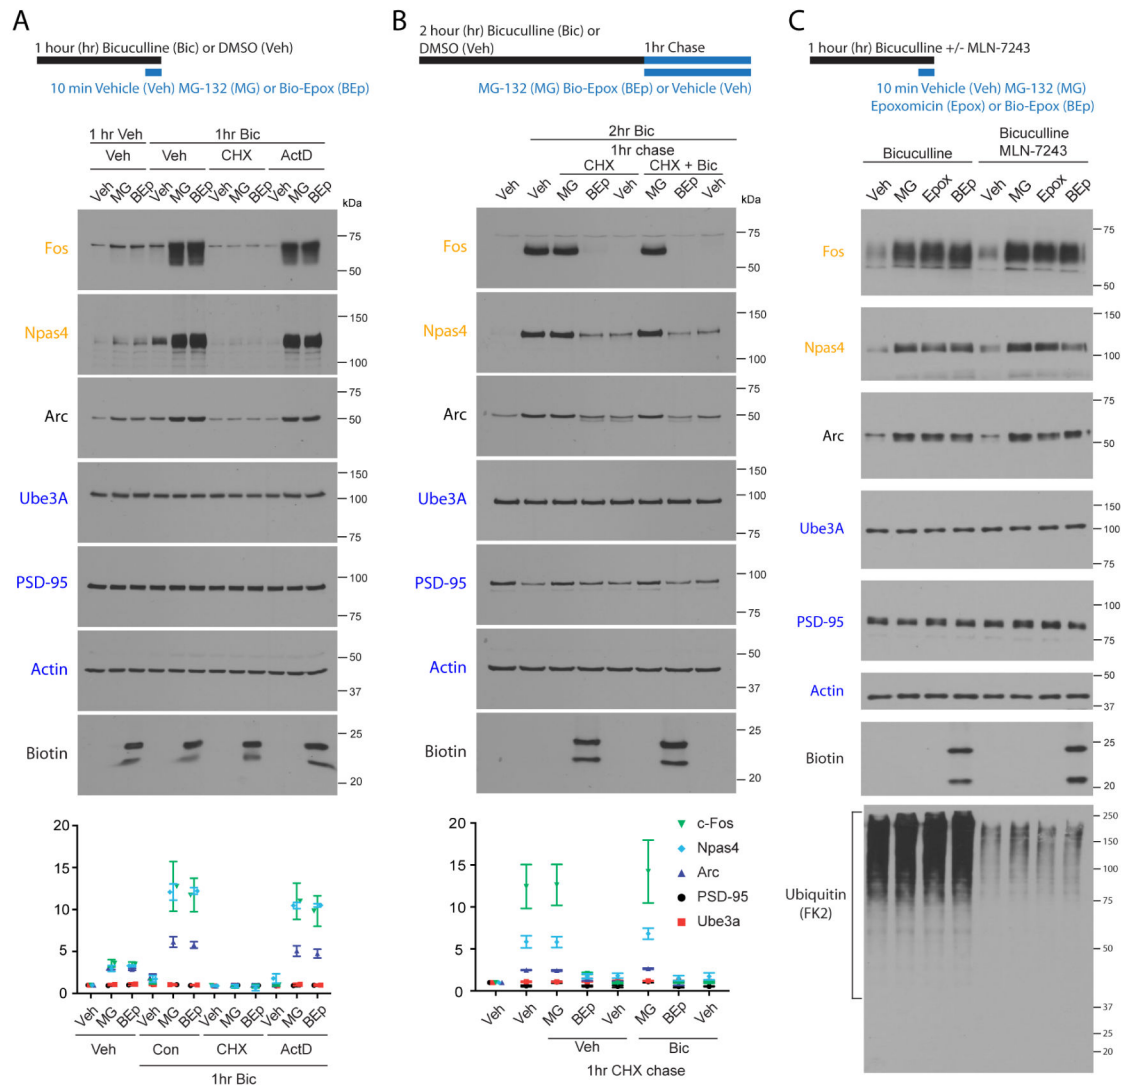 A
1 hour (hr) Bicuculline (Bic) or DMSO (Veh)
10 min Vehicle (Veh) MG-132 (MG) or Bio-Epox (BEp)
1 hr Veh 1hr Bic
Veh Veh CHX ActD
Veh MG BEp Veh MG BEp Veh MG BEp Veh MG BEp
kDa
Fos
75
50
Npas4
150
100
Arc
75
50
Ube3A
150
100
75
PSD-95
100
75
Actin
50
37
Biotin
25
20
20
15
10
5
0
Veh MG BEp Veh MG BEp Veh MG BEp Veh MG BEp
Veh Con CHX ActD
1hr Bic
B
2 hour (hr) Bicuculline (Bic) or
DMSO (Veh) 1hr Chase
MG-132 (MG) Bio-Epox (BEp) or Vehicle (Veh)
2hr Bic
1hr chase
CHX CHX + Bic
Veh Veh MG BEp Veh MG BEp Veh
kDa
Fos
75
50
Npas4
150
100
Arc
75
50
Ube3A
150
100
75
PSD-95
100
75
Actin
50
37
Biotin
25
20
20
15
10
5
0
c-Fos
Npas4
Arc
PSD-95
Ube3a
Veh Veh MG BEp Veh MG BEp Veh
Veh Bic
1hr CHX chase
C
1 hour (hr) Bicuculline +/- MLN-7243
10 min Vehicle (Veh) MG-132 (MG)
Epoxomicin (Epox) or Bio-Epox (BEp)
Bicuculline
Bicuculline
MLN-7243
Veh MG Epox BEp Veh MG Epox BEp
Fos
75
50
Npas4
150
100
Arc
75
50
Ube3A
150
100
75
PSD-95
100
75
Actin
50
37
Biotin
25
20
Ubiquitin
(FK2)
250
150
100
75
50
37
25
20